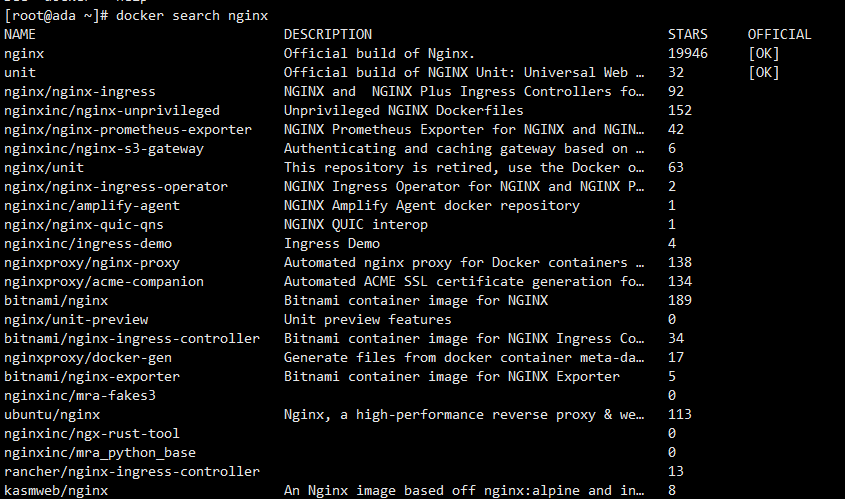 [root@ada ~]# docker search nginx
NAME DESCRIPTION STARS OFFICIAL
nginx Official build of Nginx. 19946 [OK]
unit Official build of NGINX Unit: Universal Web … 32 [OK]
nginx/nginx-ingress NGINX and  NGINX Plus Ingress Controllers fo… 92
nginxinc/nginx-unprivileged Unprivileged NGINX Dockerfiles 152
nginx/nginx-prometheus-exporter NGINX Prometheus Exporter for NGINX and NGIN… 42
nginxinc/nginx-s3-gateway Authenticating and caching gateway based on … 6
nginx/unit This repository is retired, use the Docker o… 63
nginx/nginx-ingress-operator NGINX Ingress Operator for NGINX and NGINX P… 2
nginxinc/amplify-agent NGINX Amplify Agent docker repository 1
nginx/nginx-quic-qns NGINX QUIC interop 1
nginxinc/ingress-demo Ingress Demo 4
nginxproxy/nginx-proxy Automated nginx proxy for Docker containers … 138
nginxproxy/acme-companion Automated ACME SSL certificate generation fo… 134
bitnami/nginx Bitnami container image for NGINX 189
nginx/unit-preview Unit preview features 0
bitnami/nginx-ingress-controller Bitnami container image for NGINX Ingress Co… 34
nginxproxy/docker-gen Generate files from docker container meta-da… 17
bitnami/nginx-exporter Bitnami container image for NGINX Exporter 5
nginxinc/mra-fakes3 0
ubuntu/nginx Nginx, a high-performance reverse proxy & we… 113
nginxinc/ngx-rust-tool 0
nginxinc/mra_python_base 0
rancher/nginx-ingress-controller 13
kasmweb/nginx An Nginx image based off nginx:alpine and in… 8